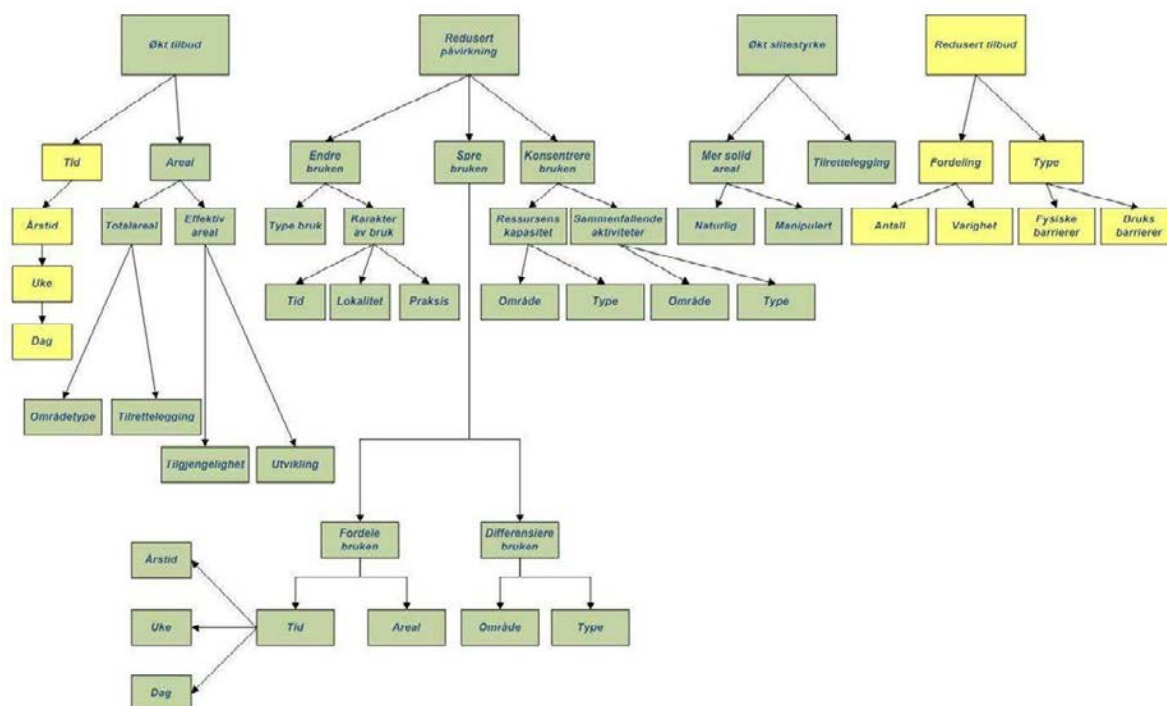 Økt tilbud
Redusert
påvirkning
Økt slitestyrke
Redusert tilbud
Tid
Areal
Endre
bruken
Spre
bruken
Konsentrere
bruken
Mer solid
areal
Tilrettelegging
Fordeling
Type
Årstid
Totalareal
Effektiv
areal
Type bruk
Karakter
av bruk
Ressursens
kapasitet
Sammenfallende
aktiviteter
Naturlig
Manipulert
Antall
Varighet
Fysiske
barrierer
Bruks
barrierer
Uke
Tid
Lokalitet
Praksis
Område
Type
Område
Type
Dag
Områdetype
Tilrettelegging
Tilgjengelighet
Utvikling
Fordele
bruken
Differensiere
bruken
Årstid
Uke
Tid
Areal
Område
Type
Dag